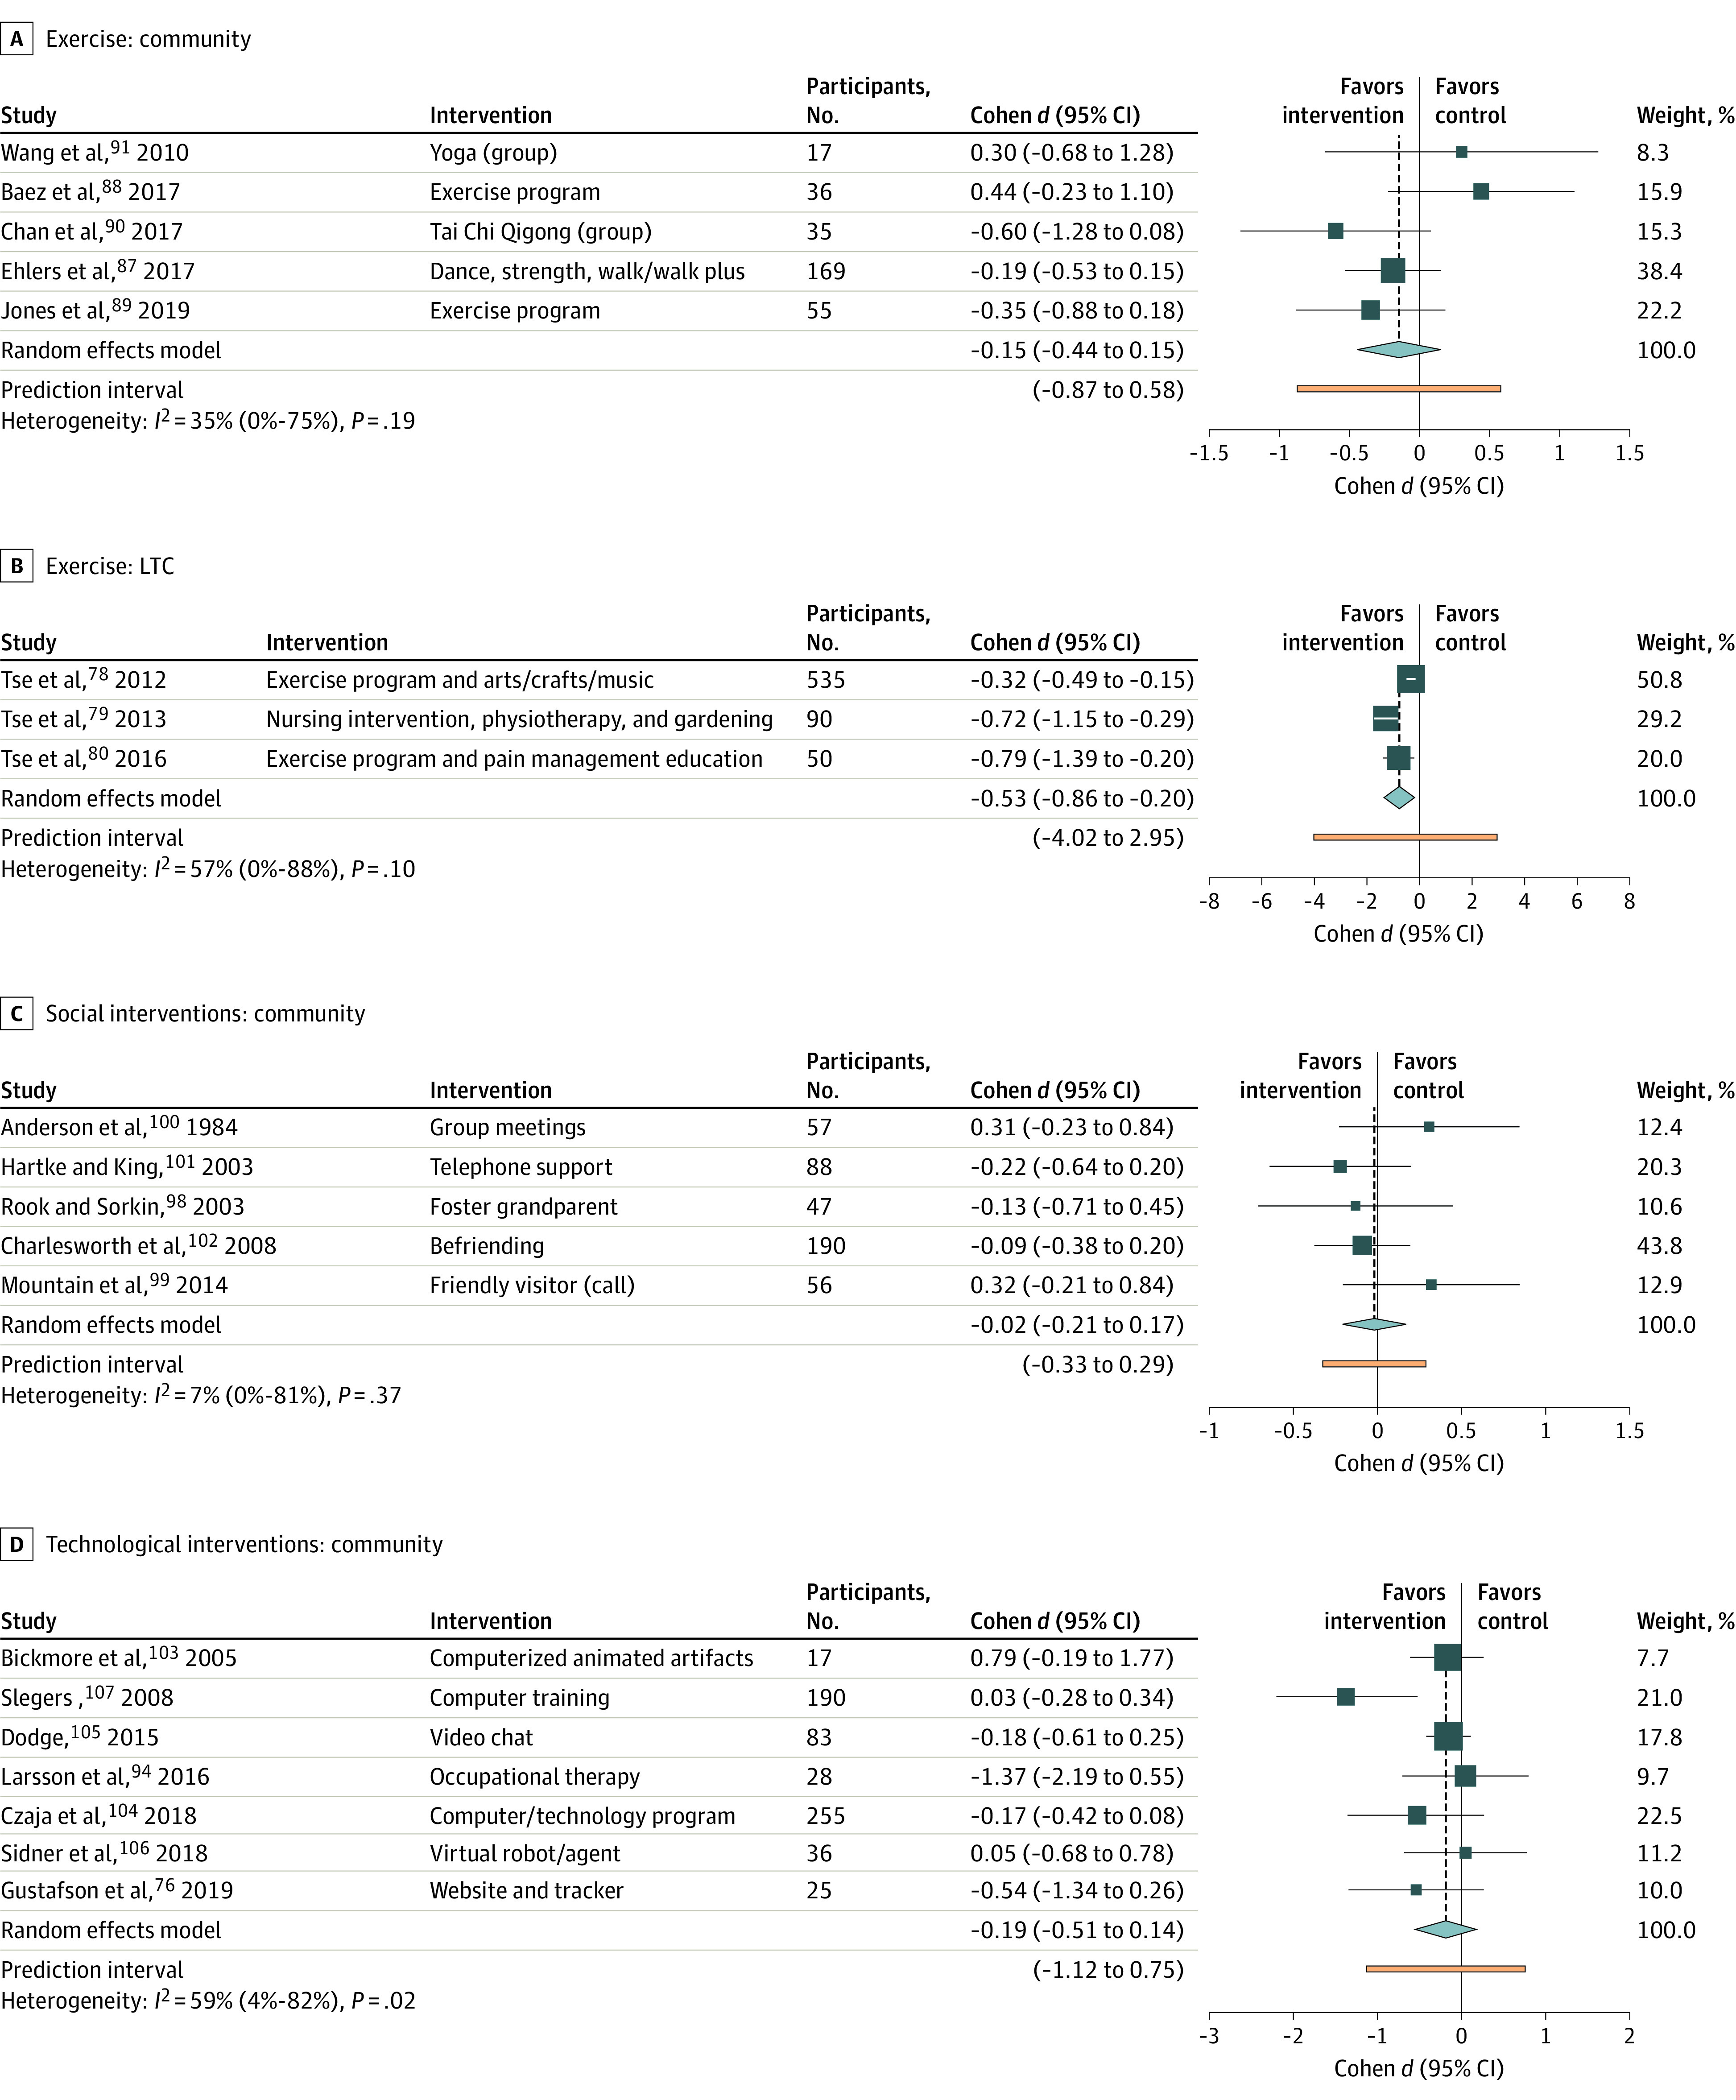 A Exercise: community
Participants, Favors Favors
Study Intervention No. Cohen d (95% CI) intervention control Weight, %
Wang et al,91 2010 Yoga (group) 17 0.30 (-0.68 to 1.28) 8.3
Baez et al,88 2017 Exercise program 36 0.44 (-0.23 to 1.10) 15.9
Chan et al,90 2017 Tai Chi Qigong (group) 35 -0.60 (-1.28 to 0.08) 15.3
Ehlers et al,87 2017 Dance, strength, walk/walk plus 169 -0.19 (-0.53 to 0.15) 38.4
Jones et al,89 2019 Exercise program 55 -0.35 (-0.88 to 0.18) 22.2
Random effects model -0.15 (-0.44 to 0.15) 100.0
Prediction interval (-0.87 to 0.58)
Heterogeneity: I2 = 35% (0%-75%), P = .19
-1.5 -1 -0.5 0 0.5 1 1.5
Cohen d (95% CI)
B Exercise: LTC
Participants, Favors Favors
Study Intervention No. Cohen d (95% CI) intervention control Weight, %
Tse et al,78 2012 Exercise program and arts/crafts/music 535 -0.32 (-0.49 to -0.15) 50.8
Tse et al,79 2013 Nursing intervention, physiotherapy, and gardening 90 -0.72 (-1.15 to -0.29) 29.2
Tse et al,80 2016 Exercise program and pain management education 50 -0.79 (-1.39 to -0.20) 20.0
Random effects model -0.53 (-0.86 to -0.20) 100.0
Prediction interval (-4.02 to 2.95)
Heterogeneity: I2 = 57% (0%-88%), P = .10
-8 -6 -4 -2 0 2 4 6 8
Cohen d (95% CI)
C Social interventions: community
Participants, Favors Favors
Study Intervention No. Cohen d (95% CI) intervention control Weight, %
Anderson et al,100 1984 Group meetings 57 0.31 (-0.23 to 0.84) 12.4
Hartke and King,101 2003 Telephone support 88 -0.22 (-0.64 to 0.20) 20.3
Rook and Sorkin,98 2003 Foster grandparent 47 -0.13 (-0.71 to 0.45) 10.6
Charlesworth et al,102 2008 Befriending 190 -0.09 (-0.38 to 0.20) 43.8
Mountain et al,99 2014 Friendly visitor (call) 56 0.32 (-0.21 to 0.84) 12.9
Random effects model -0.02 (-0.21 to 0.17) 100.0
Prediction interval (-0.33 to 0.29)
Heterogeneity: I2 = 7% (0%-81%), P = .37
-1 -0.5 0 0.5 1 1.5
Cohen d (95% CI)
D Technological interventions: community
Participants, Favors Favors
Study Intervention No. Cohen d (95% CI) intervention control Weight, %
Bickmore et al,103 2005 Computerized animated artifacts 17 0.79 (-0.19 to 1.77) 7.7
Slegers ,107 2008 Computer training 190 0.03 (-0.28 to 0.34) 21.0
Dodge,105 2015 Video chat 83 -0.18 (-0.61 to 0.25) 17.8
Larsson et al,94 2016 Occupational therapy 28 -1.37 (-2.19 to 0.55) 9.7
Czaja et al,104 2018 Computer/technology program 255 -0.17 (-0.42 to 0.08) 22.5
Sidner et al,106 2018 Virtual robot/agent 36 0.05 (-0.68 to 0.78) 11.2
Gustafson et al,76 2019 Website and tracker 25 -0.54 (-1.34 to 0.26) 10.0
Random effects model -0.19 (-0.51 to 0.14) 100.0
Prediction interval (-1.12 to 0.75)
Heterogeneity: I2 = 59% (4%-82%), P = .02
-3 -2 -1 0 1 2
Cohen d (95% CI)